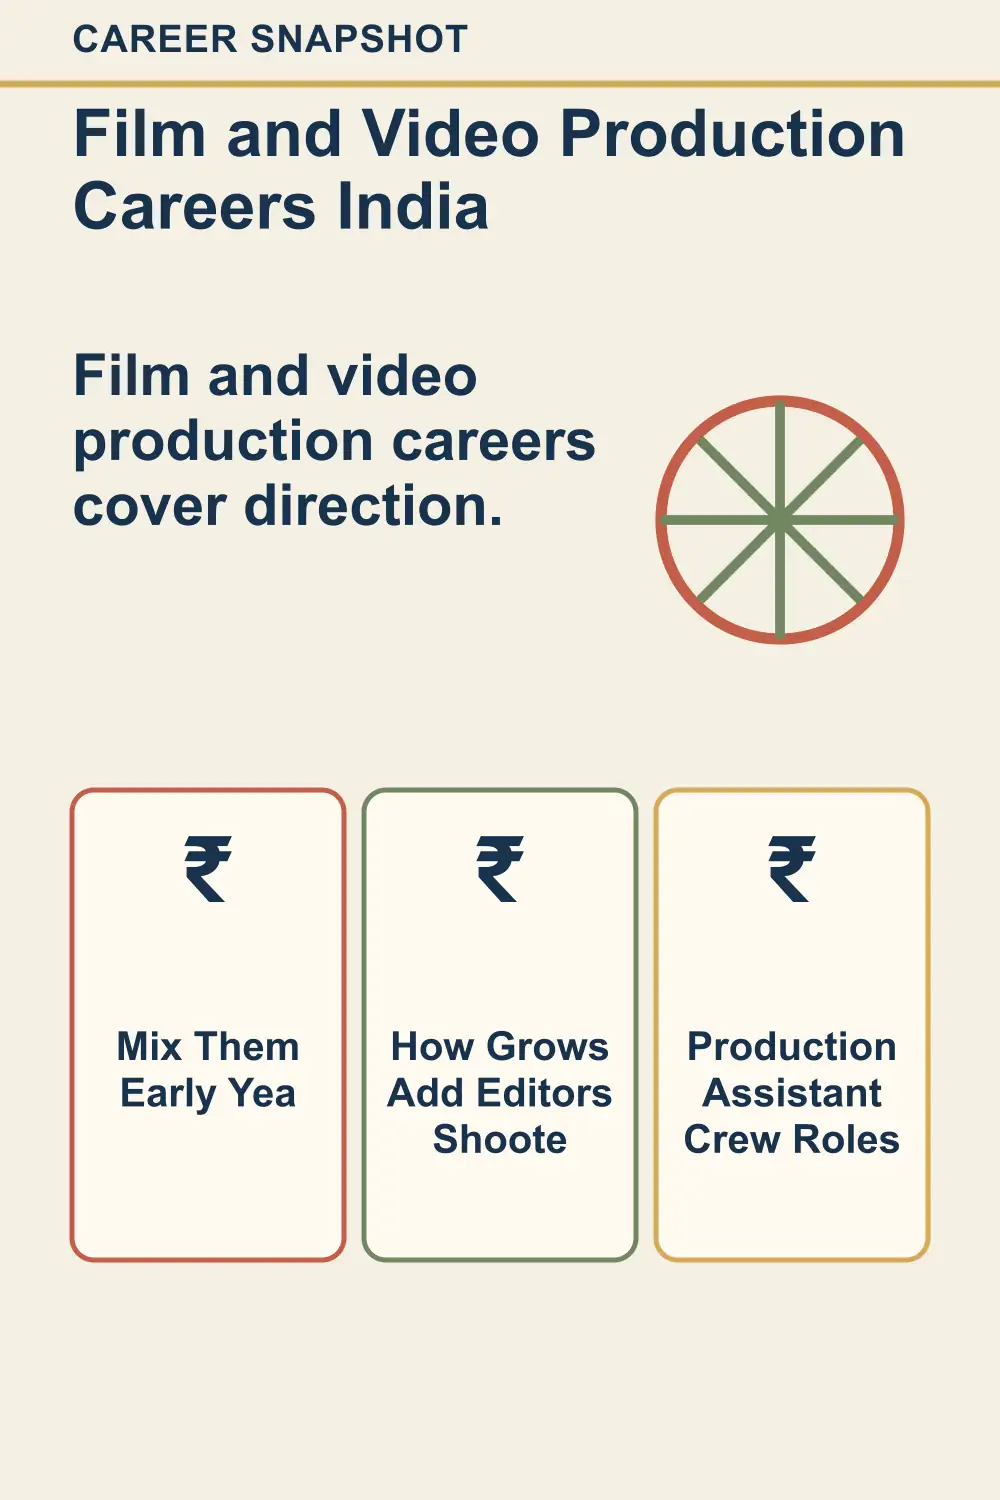 CAREER SNAPSHOT
Film and Video Production
Careers India
Film and video
production careers
cover direction.
₹
Mix Them
Early Yea
₹
How Grows
Add Editors
Shoote
₹
Production
Assistant
Crew Roles